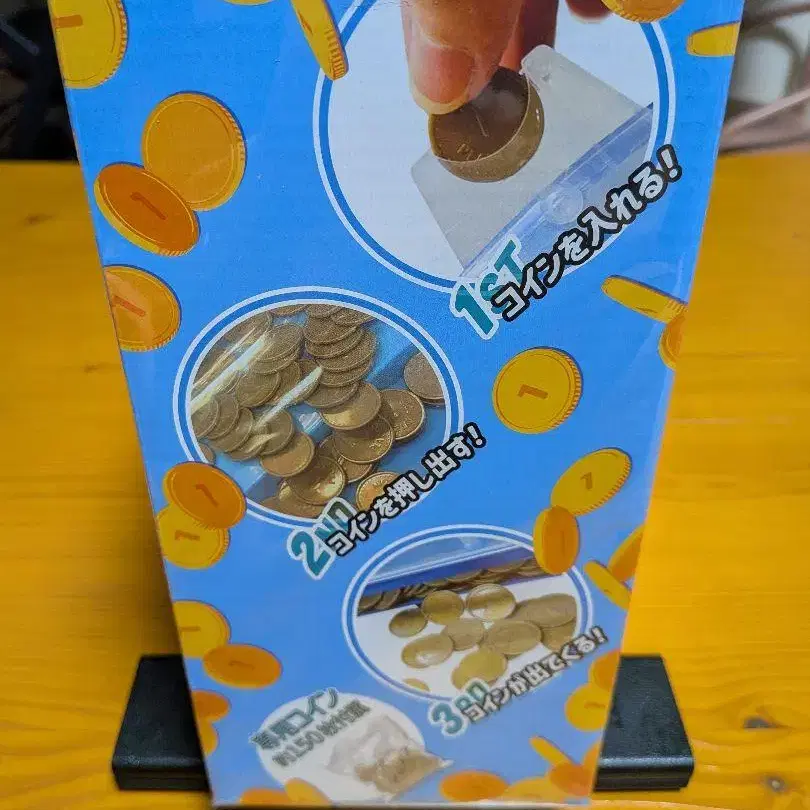 1ST
コインを入れる!
2ND
コインを押し出す!
3RD
コインが出てくる!
専用コイン
約150枚付属